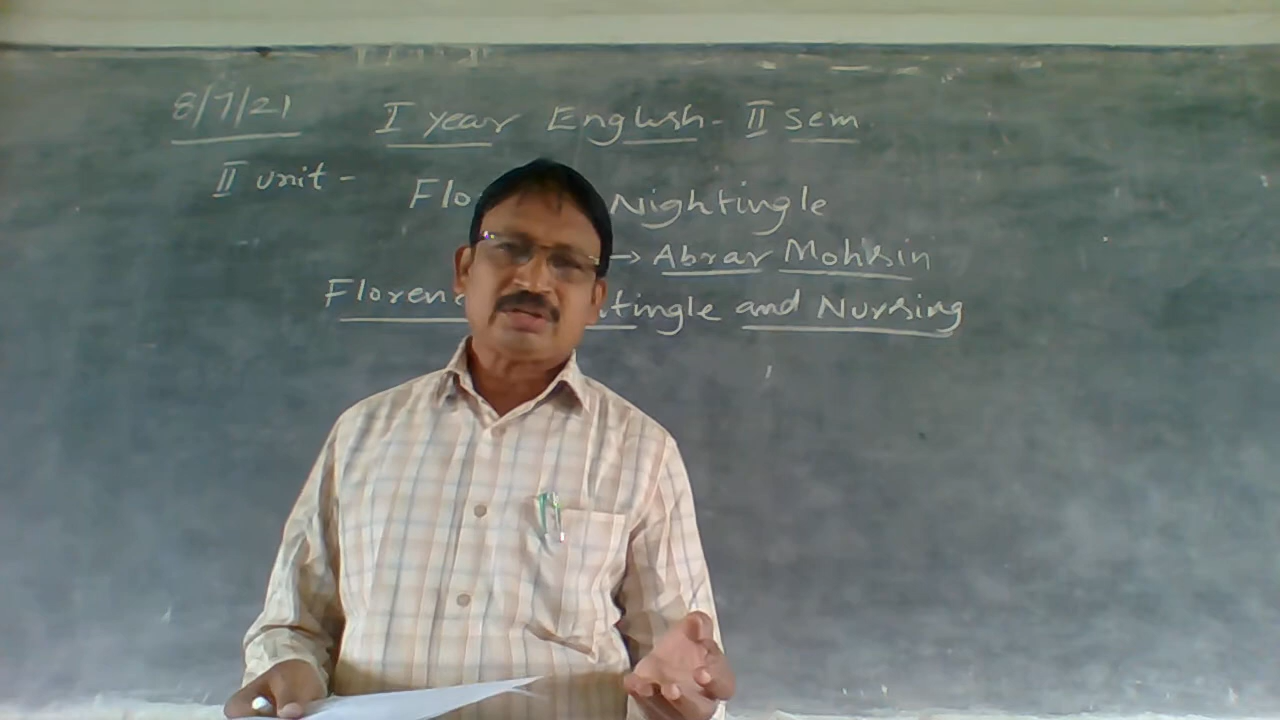 8/7/21 I year English - II sem
II unit - Flo Nightingle
→ Abrar Mohsin
Floren tingle and Nursing